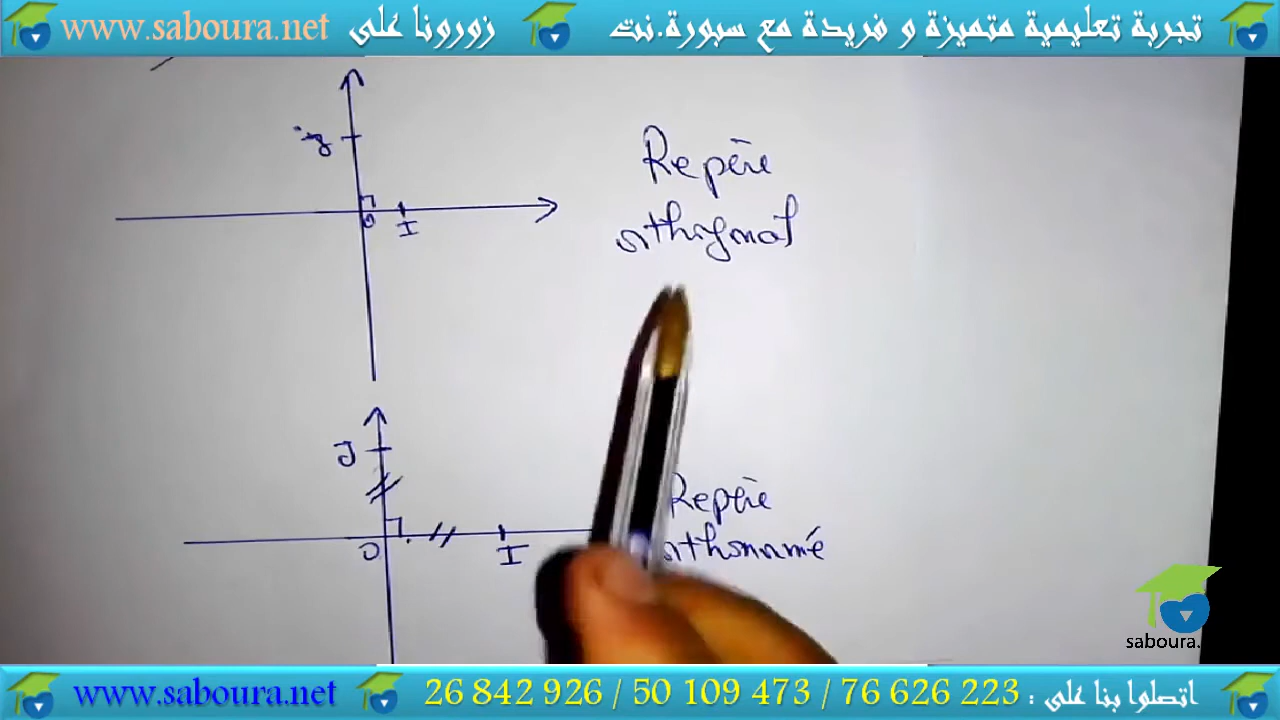 www.saboura.net زورونا على تجربة تعليمية متميزة و فريدة مع سبورة.نت
J
O I
Repère
orthogonal
J
O I
Repère
orthonormé
saboura.
www.saboura.net 26 842 926 / 50 109 473 / 76 626 223 : اتصلوا بنا على